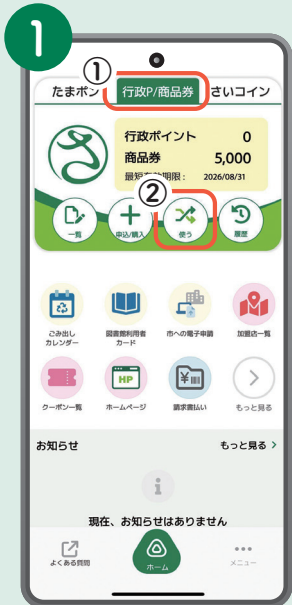 1
①
たまポン 行政P/商品券 さいコイン
行政ポイント 0
商品券 5,000
最短有効期限： 2026/08/31
②
一覧 申込/購入 使う 履歴
ごみ出し
カレンダー
図書館利用者
カード
市への電子申請
加盟店一覧
クーポン一覧
HP
ホームページ
請求書払い
もっと見る
お知らせ もっと見る
現在、お知らせはありません
よくある質問 ホーム メニュー